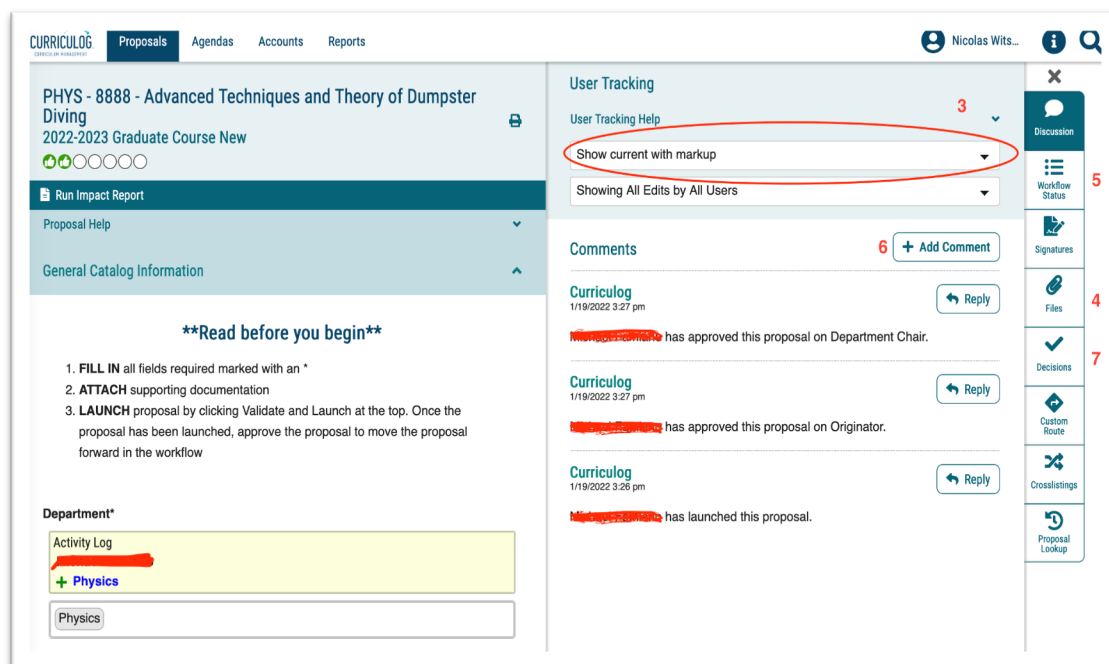 CURRICULOG
CURRICULUM MANAGEMENT
Proposals
Agendas
Accounts
Reports
Nicolas Wits...
PHYS - 8888 - Advanced Techniques and Theory of Dumpster
Diving
2022-2023 Graduate Course New
Run Impact Report
Proposal Help
General Catalog Information
**Read before you begin**
1. FILL IN all fields required marked with an *
2. ATTACH supporting documentation
3. LAUNCH proposal by clicking Validate and Launch at the top. Once the
proposal has been launched, approve the proposal to move the proposal
forward in the workflow
Department*
Activity Log
+ Physics
Physics
User Tracking
3
User Tracking Help
Show current with markup
Showing All Edits by All Users
Comments
6
+ Add Comment
Curriculog
1/19/2022 3:27 pm
Reply
has approved this proposal on Department Chair.
Curriculog
1/19/2022 3:27 pm
Reply
has approved this proposal on Originator.
Curriculog
1/19/2022 3:26 pm
Reply
has launched this proposal.
Discussion
Workflow
Status
5
Signatures
Files
4
Decisions
7
Custom
Route
Crosslistings
Proposal
Lookup